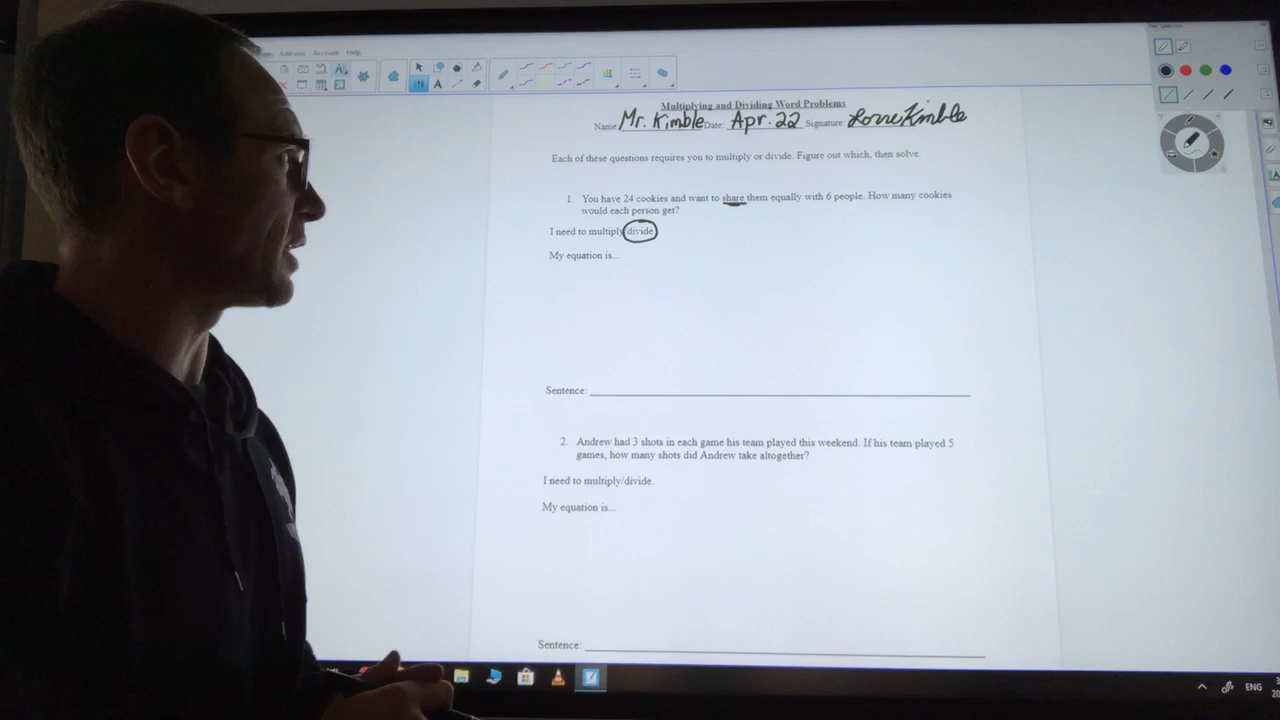 Add-ons Account Help
Multiplying and Dividing Word Problems
Name: Mr. Kimble Date: Apr. 22 Signature: Lorne Kimble
Each of these questions requires you to multiply or divide. Figure out which, then solve.
1. You have 24 cookies and want to share them equally with 6 people. How many cookies
would each person get?
I need to multiply/divide.
My equation is...
Sentence:
2. Andrew had 3 shots in each game his team played this weekend. If his team played 5
games, how many shots did Andrew take altogether?
I need to multiply/divide.
My equation is...
Sentence:
ENG